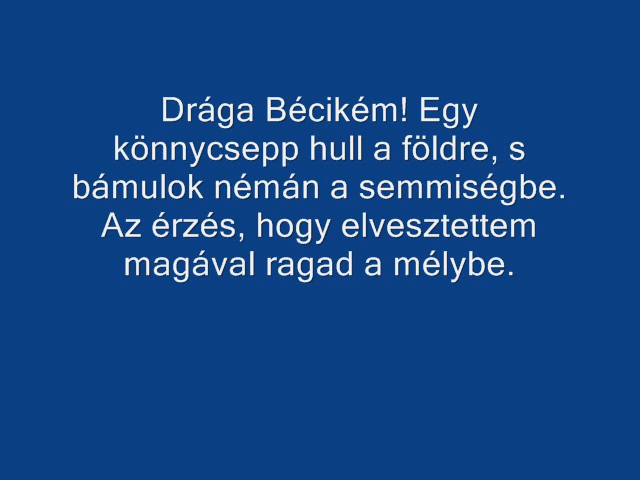 Drága Bécikém! Egy
könnycsepp hull a földre, s
bámulok némán a semmiségbe.
Az érzés, hogy elvesztettem
magával ragad a mélybe.